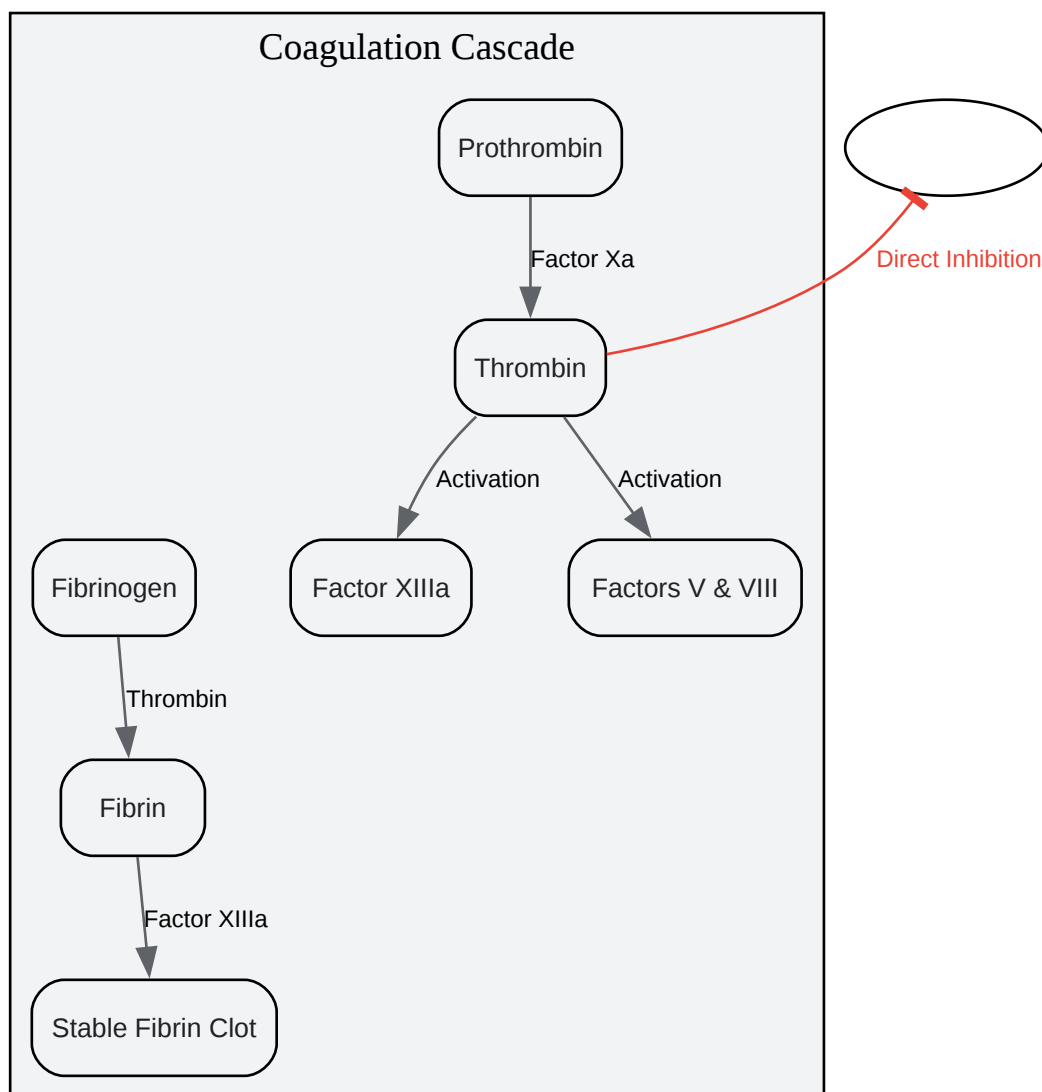 Coagulation Cascade
Prothrombin
Factor Xa
Direct Inhibition
Thrombin
Activation
Activation
Fibrinogen
Factor XIIIa
Factors V & VIII
Thrombin
Fibrin
Factor XIIIa
Stable Fibrin Clot